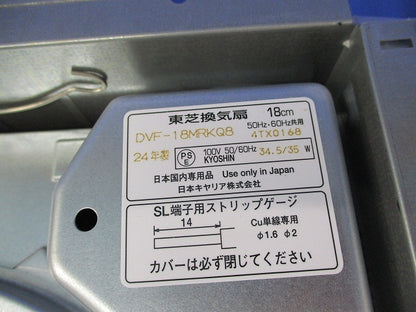 東芝換気扇 18cm
DVF-18MRKQ8 50Hz-60Hz共用
4TX0168
24年製 PSE 100V 50/60Hz 34.5/35 W
KYOSHIN
日本国内専用品 Use only in Japan
日本キヤリア株式会社
SL端子用ストリップゲージ
14 Cu単線専用
φ1.6 φ2
カバーは必ず閉じてください